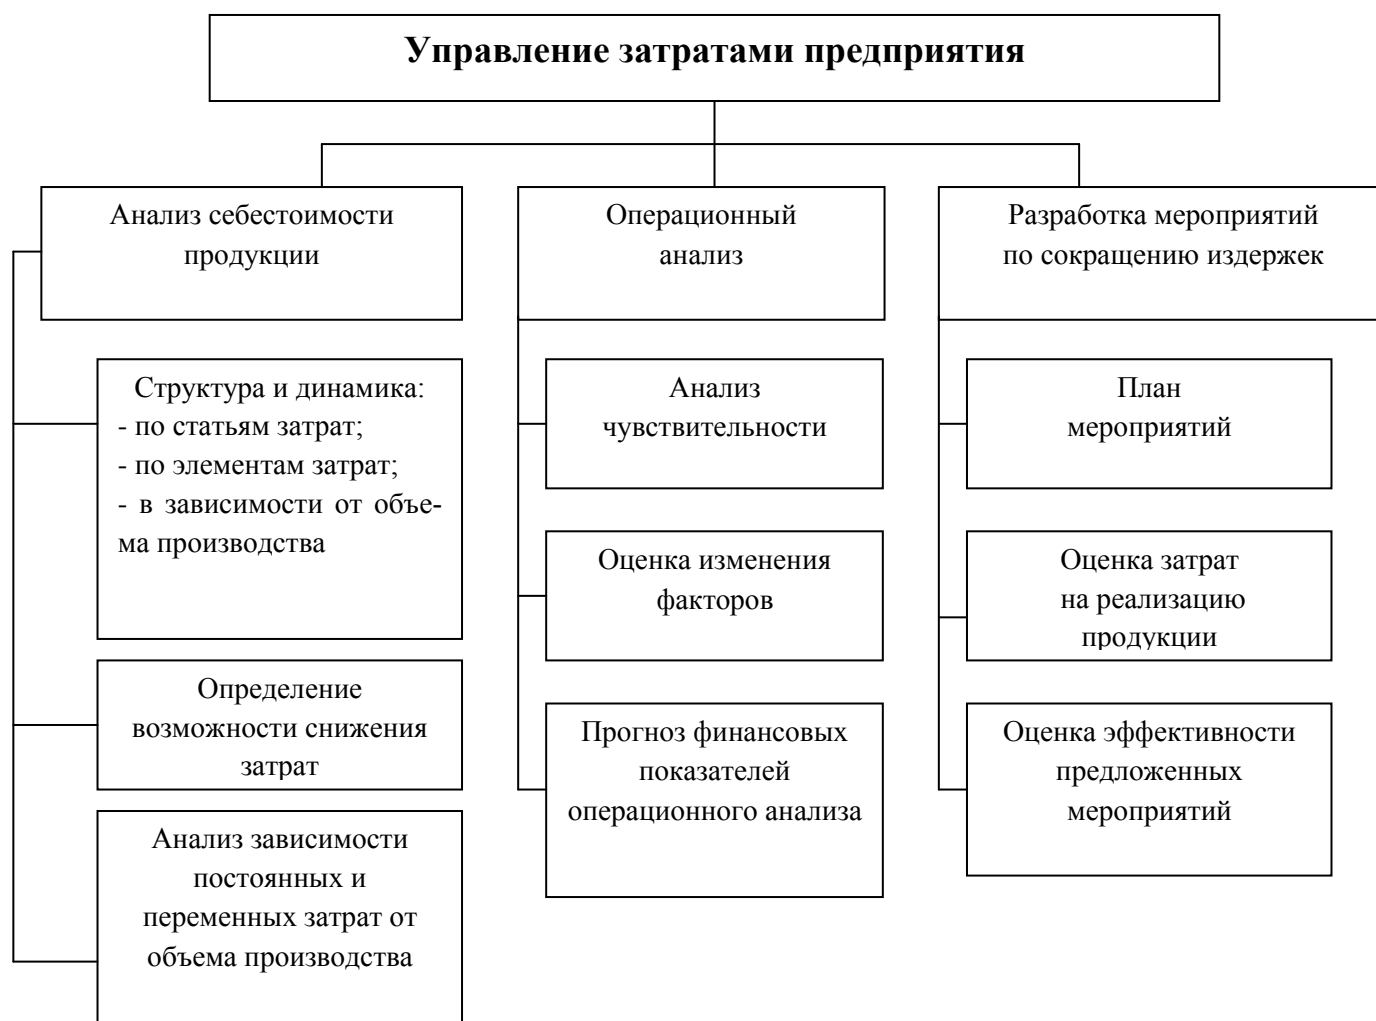 Управление затратами предприятия
Анализ себестоимости
продукции
Структура и динамика:
- по статьям затрат;
- по элементам затрат;
- в зависимости от объе-
ма производства
Определение
возможности снижения
затрат
Анализ зависимости
постоянных и
переменных затрат от
объема производства
Операционный
анализ
Анализ
чувствительности
Оценка изменения
факторов
Прогноз финансовых
показателей
операционного анализа
Разработка мероприятий
по сокращению издержек
План
мероприятий
Оценка затрат
на реализацию
продукции
Оценка эффективности
предложенных
мероприятий